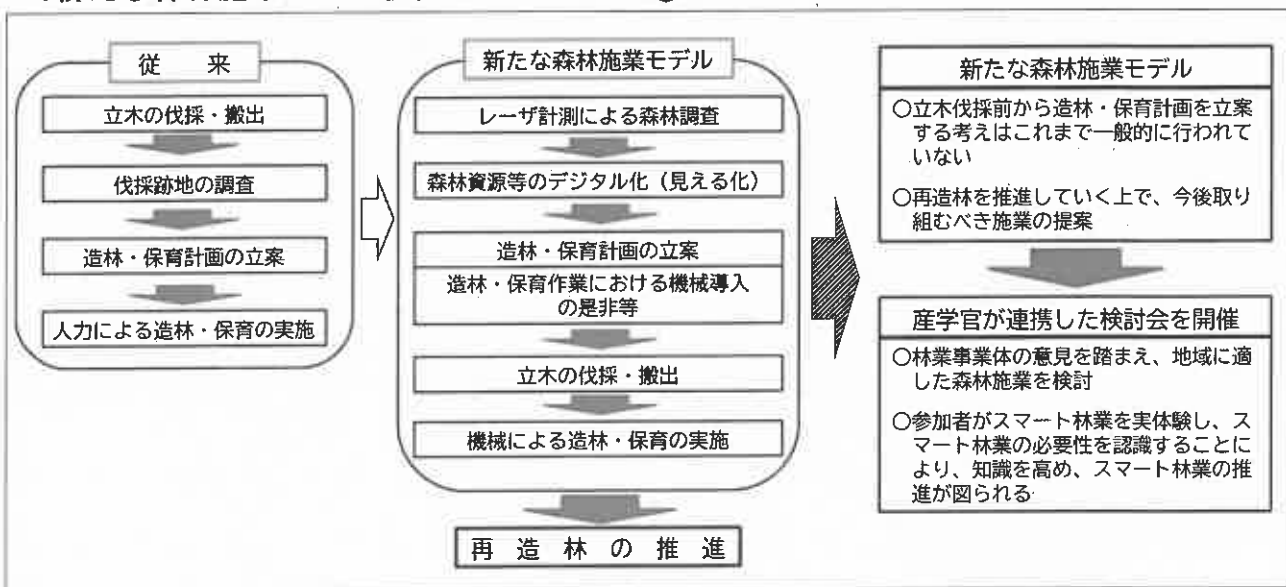 従　来
立木の伐採・搬出
伐採跡地の調査
造林・保育計画の立案
人力による造林・保育の実施
新たな森林施業モデル
レーザ計測による森林調査
森林資源等のデジタル化（見える化）
造林・保育計画の立案
造林・保育作業における機械導入
の是非等
立木の伐採・搬出
機械による造林・保育の実施
再 造 林 の 推 進
新たな森林施業モデル
○立木伐採前から造林・保育計画を立案
する考えはこれまで一般的に行われて
いない
○再造林を推進していく上で、今後取り
組むべき施業の提案
産学官が連携した検討会を開催
○林業事業体の意見を踏まえ、地域に適
した森林施業を検討
○参加者がスマート林業を実体験し、ス
マート林業の必要性を認識することに
より、知識を高め、スマート林業の推
進が図られる